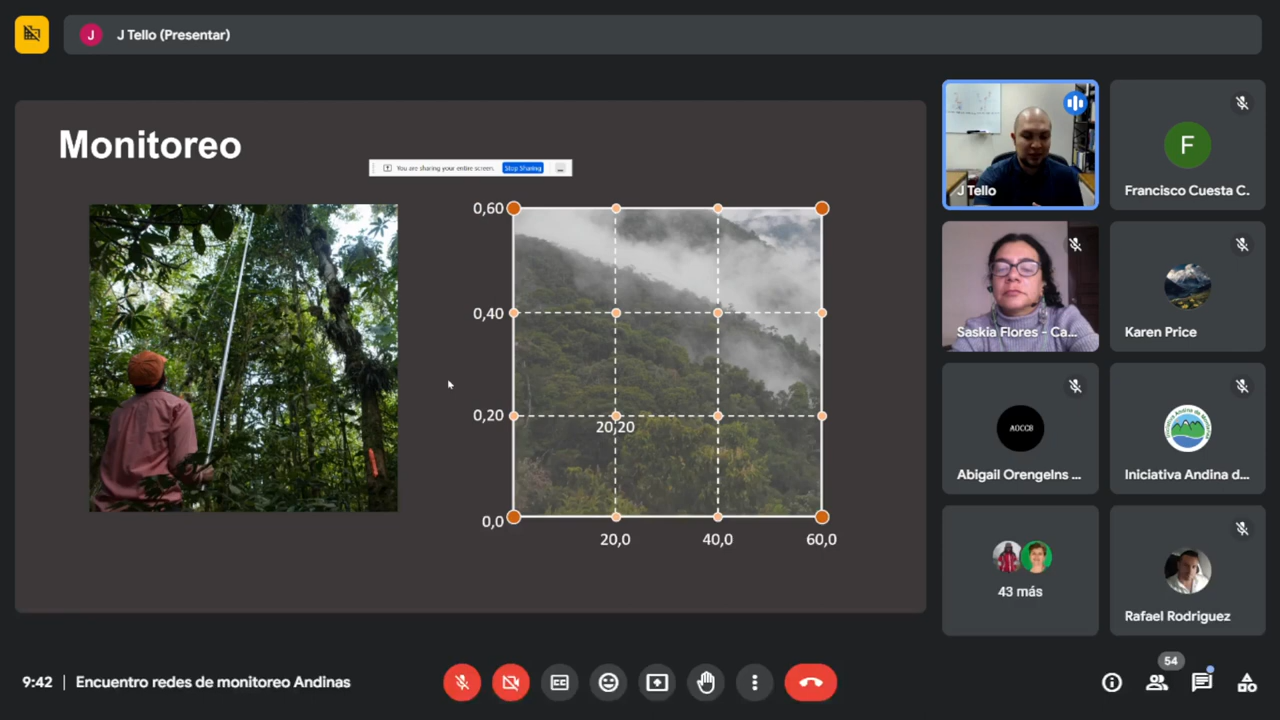 J
J Tello (Presentar)
Monitoreo
You are sharing your entire screen.
Stop Sharing
0,60
0,40
0,20
20,20
0,0
20,0
40,0
60,0
J Tello
F
Francisco Cuesta C.
Saskia Flores - Ca...
Karen Price
AOCCB
Abigail OrengeIns ...
Iniciativa Andina d...
43 más
Rafael Rodriguez
9:42 | Encuentro redes de monitoreo Andinas
54